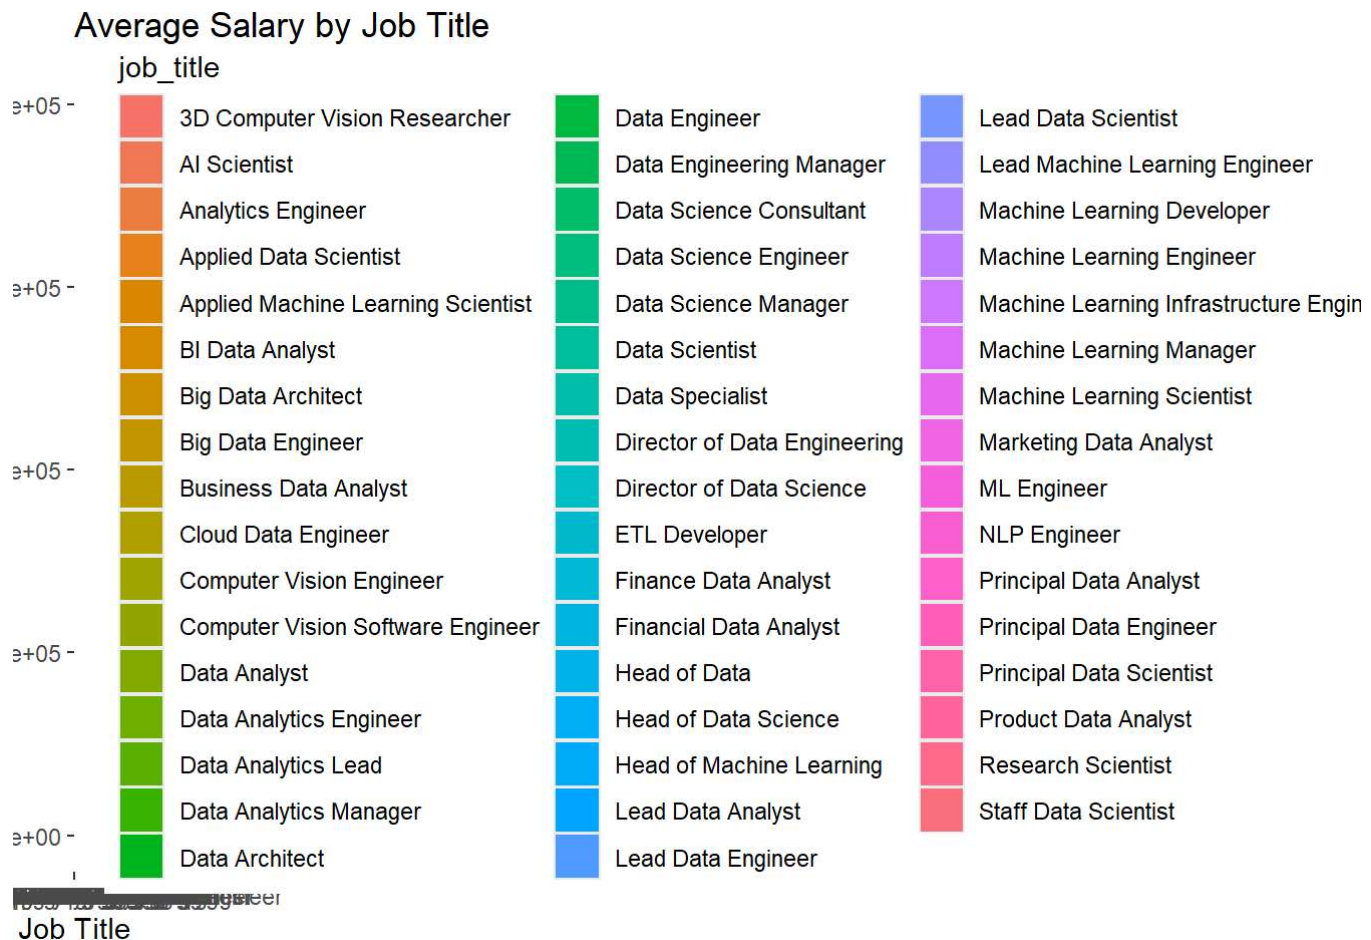 Average Salary by Job Title
job_title
e+05
e+05
e+05
e+05
e+00
3D Computer Vision Researcher
AI Scientist
Analytics Engineer
Applied Data Scientist
Applied Machine Learning Scientist
BI Data Analyst
Big Data Architect
Big Data Engineer
Business Data Analyst
Cloud Data Engineer
Computer Vision Engineer
Computer Vision Software Engineer
Data Analyst
Data Analytics Engineer
Data Analytics Lead
Data Analytics Manager
Data Architect
Data Engineer
Data Engineering Manager
Data Science Consultant
Data Science Engineer
Data Science Manager
Data Scientist
Data Specialist
Director of Data Engineering
Director of Data Science
ETL Developer
Finance Data Analyst
Financial Data Analyst
Head of Data
Head of Data Science
Head of Machine Learning
Lead Data Analyst
Lead Data Engineer
Lead Data Scientist
Lead Machine Learning Engineer
Machine Learning Developer
Machine Learning Engineer
Machine Learning Infrastructure Engin
Machine Learning Manager
Machine Learning Scientist
Marketing Data Analyst
ML Engineer
NLP Engineer
Principal Data Analyst
Principal Data Engineer
Principal Data Scientist
Product Data Analyst
Research Scientist
Staff Data Scientist
Job Title